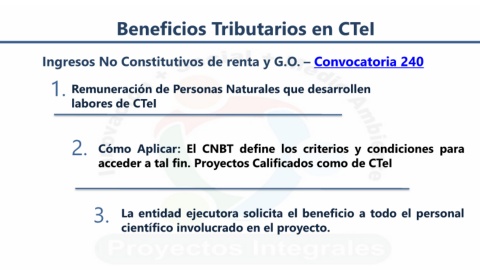 Beneficios Tributarios en CTeI
Ingresos No Constitutivos de renta y G.O. – Convocatoria 240
1. Remuneración de Personas Naturales que desarrollen
labores de CTeI
2. Cómo Aplicar: El CNBT define los criterios y condiciones para
acceder a tal fin. Proyectos Calificados como de CTeI
3. La entidad ejecutora solicita el beneficio a todo el personal
científico involucrado en el proyecto.
Proyectos Integrales